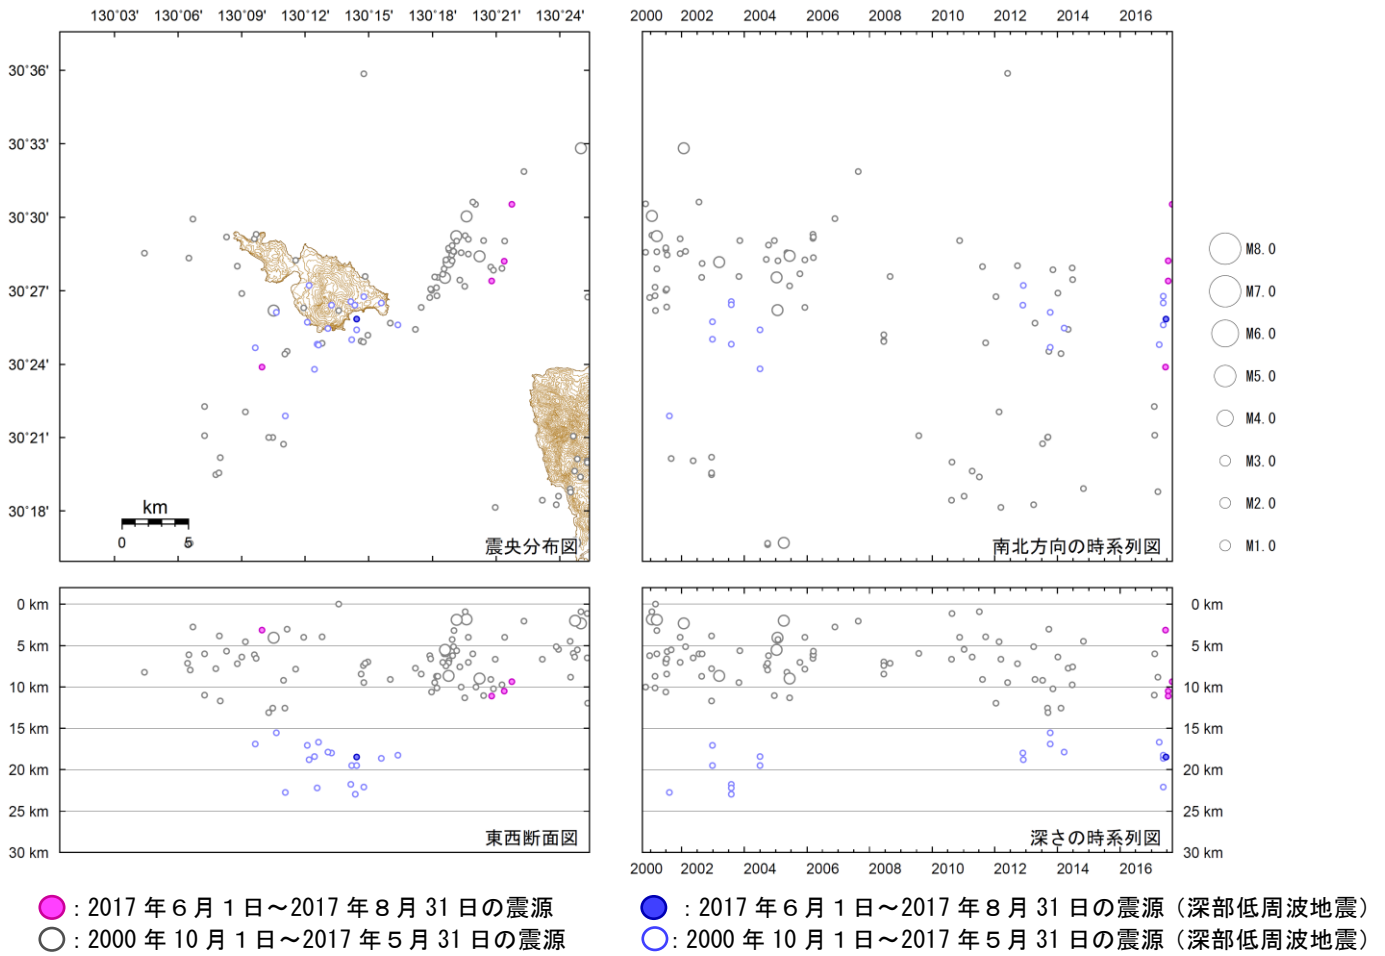 130°03' 130°06' 130°09' 130°12' 130°15' 130°18' 130°21' 130°24'
30°36'
30°33'
30°30'
30°27'
30°24'
30°21'
30°18'
km
0 5
震央分布図
2000 2002 2004 2006 2008 2010 2012 2014 2016
南北方向の時系列図
M8.0
M7.0
M6.0
M5.0
M4.0
M3.0
M2.0
M1.0
0 km
5 km
10 km
15 km
20 km
25 km
30 km
東西断面図
0 km
5 km
10 km
15 km
20 km
25 km
30 km
深さの時系列図
2000 2002 2004 2006 2008 2010 2012 2014 2016
：2017 年６月１日～2017 年８月 31 日の震源
：2000 年 10 月１日～2017 年５月 31 日の震源
：2017 年６月１日～2017 年８月 31 日の震源（深部低周波地震）
：2000 年 10 月１日～2017 年５月 31 日の震源（深部低周波地震）